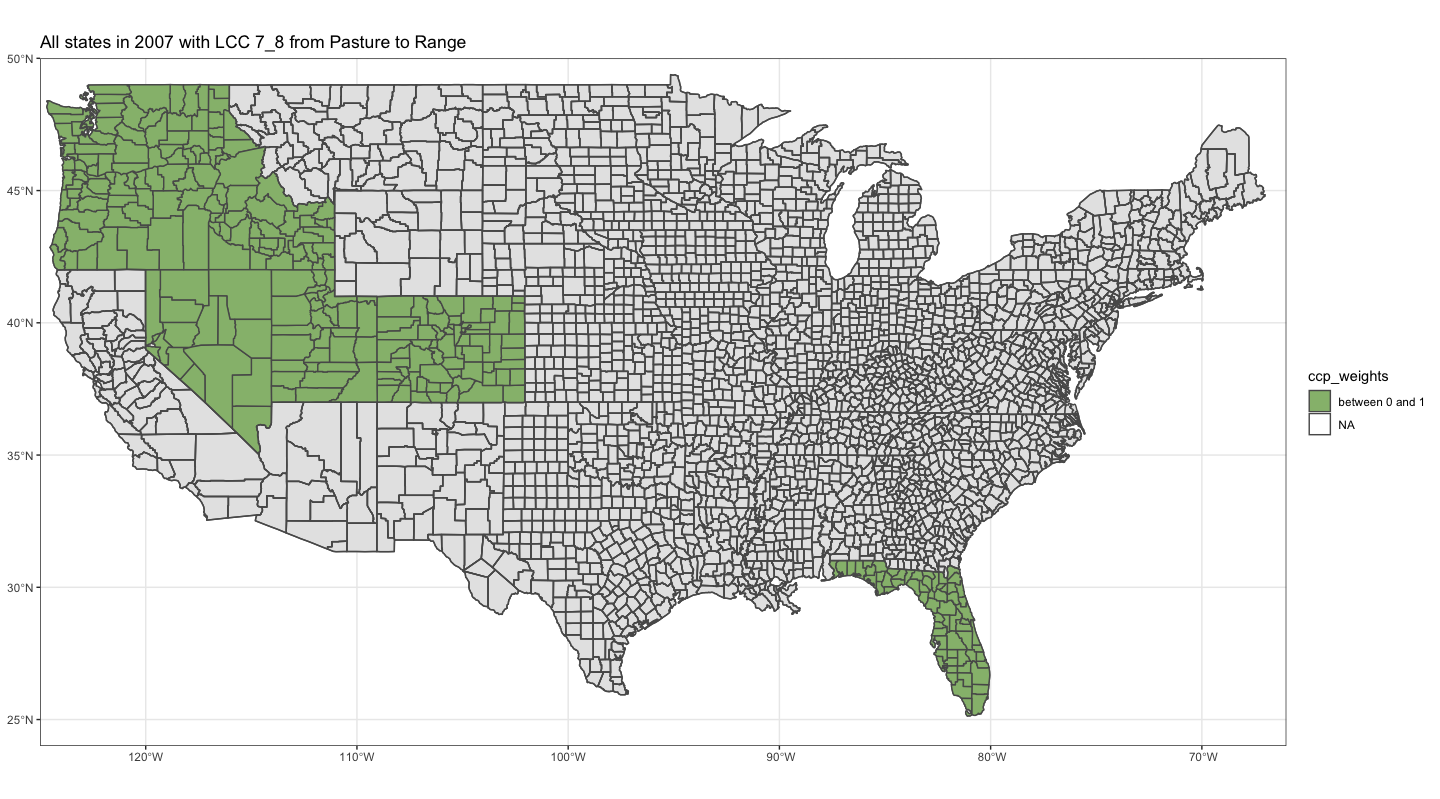 All states in 2007 with LCC 7_8 from Pasture to Range
50°N
45°N
40°N
35°N
30°N
25°N
120°W
110°W
100°W
90°W
80°W
70°W
ccp_weights
between 0 and 1
NA